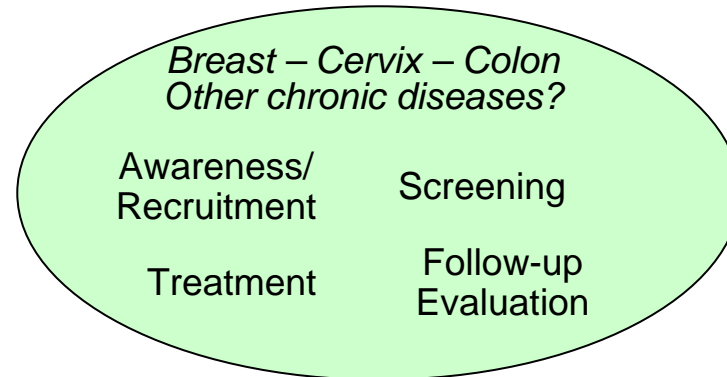 Breast – Cervix – Colon
Other chronic diseases?
Awareness/
Recruitment
Screening
Treatment
Follow-up
Evaluation